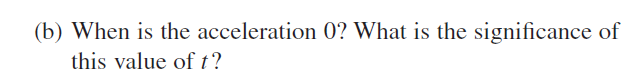 (b) When is the acceleration 0? What is the significance of
this value of t?